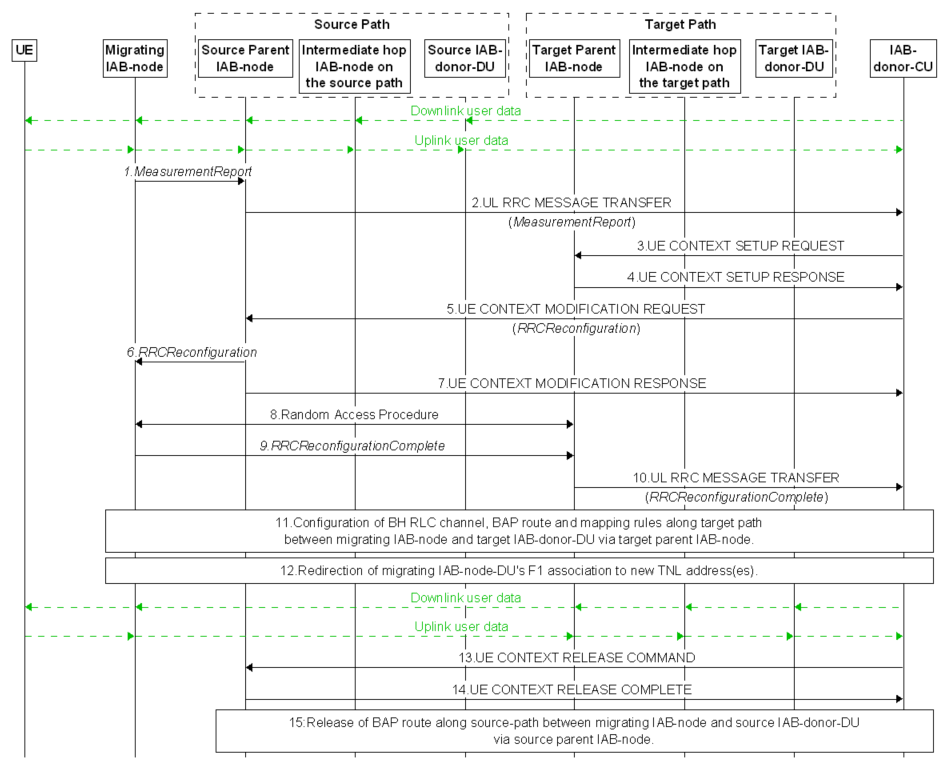 Source Path
Target Path
UE
Migrating
IAB-node
Source Parent
IAB-node
Intermediate hop
IAB-node on
the source path
Source IAB-
donor-DU
Target Parent
IAB-node
Intermediate hop
IAB-node on
the target path
Target IAB-
donor-DU
IAB-
donor-CU
Downlink user data
Uplink user data
1.MeasurementReport
2.UL RRC MESSAGE TRANSFER
(MeasurementReport)
3.UE CONTEXT SETUP REQUEST
4.UE CONTEXT SETUP RESPONSE
5.UE CONTEXT MODIFICATION REQUEST
(RRCReconfiguration)
6.RRCReconfiguration
7.UE CONTEXT MODIFICATION RESPONSE
8.Random Access Procedure
9.RRCReconfigurationComplete
10.UL RRC MESSAGE TRANSFER
(RRCReconfigurationComplete)
11.Configuration of BH RLC channel, BAP route and mapping rules along target path
between migrating IAB-node and target IAB-donor-DU via target parent IAB-node.
12.Redirection of migrating IAB-node-DU's F1 association to new TNL address(es).
Downlink user data
Uplink user data
13.UE CONTEXT RELEASE COMMAND
14.UE CONTEXT RELEASE COMPLETE
15:Release of BAP route along source-path between migrating IAB-node and source IAB-donor-DU
via source parent IAB-node.